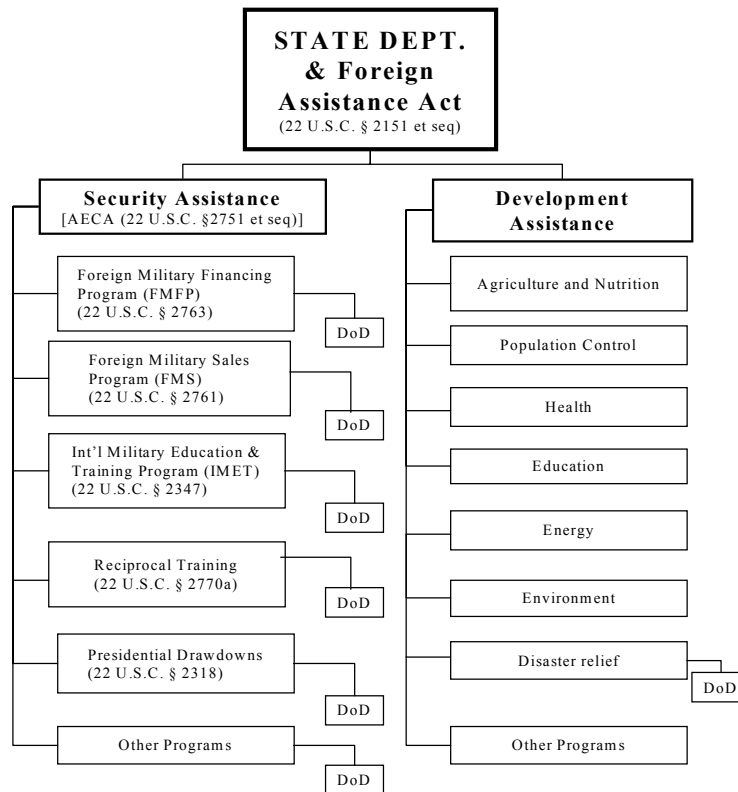 STATE DEPT.
& Foreign
Assistance Act
(22 U.S.C. § 2151 et seq)
Security Assistance
[AECA (22 U.S.C. §2751 et seq)]
Foreign Military Financing
Program (FMFP)
(22 U.S.C. § 2763)
DoD
Foreign Military Sales
Program (FMS)
(22 U.S.C. § 2761)
DoD
Int'l Military Education &
Training Program (IMET)
(22 U.S.C. § 2347)
DoD
Reciprocal Training
(22 U.S.C. § 2770a)
DoD
Presidential Drawdowns
(22 U.S.C. § 2318)
DoD
Other Programs
DoD
Development
Assistance
Agriculture and Nutrition
Population Control
Health
Education
Energy
Environment
Disaster relief
DoD
Other Programs